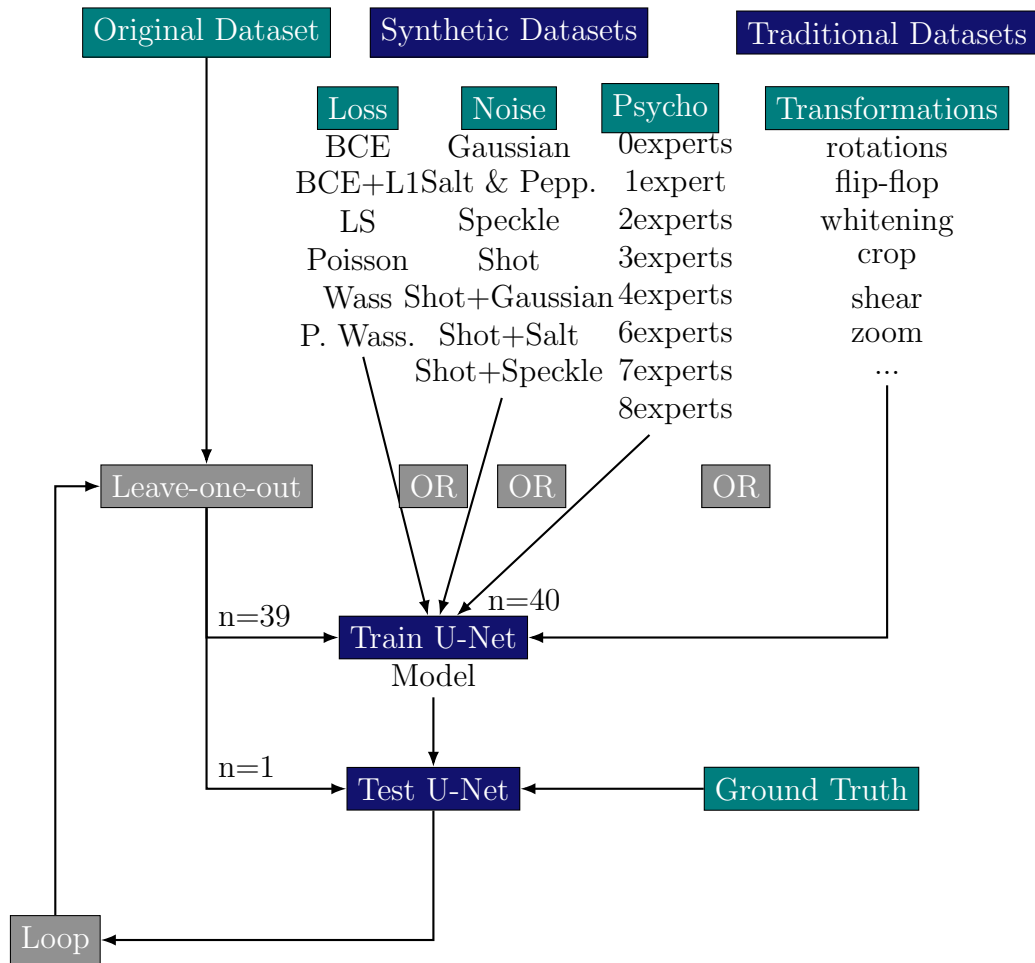 Original Dataset
Synthetic Datasets
Traditional Datasets
Loss
BCE
BCE+L1
LS
Poisson
Wass
P. Wass.
Noise
Gaussian
Salt & Pepp.
Speckle
Shot
Shot+Gaussian
Shot+Salt
Shot+Speckle
Psycho
0experts
1expert
2experts
3experts
4experts
6experts
7experts
8experts
Transformations
rotations
flip-flop
whitening
crop
shear
zoom
...
Leave-one-out
OR
OR
OR
n=39
n=40
Train U-Net
Model
n=1
Test U-Net
Ground Truth
Loop